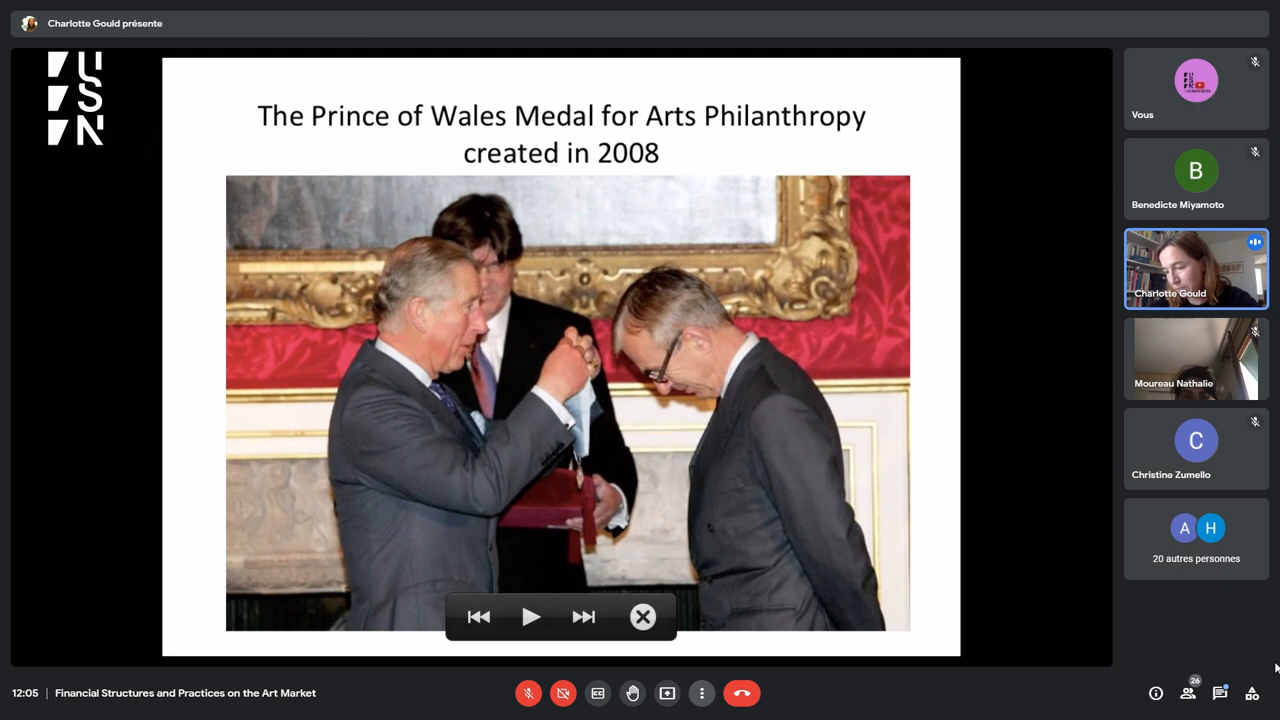 Charlotte Gould présente
USN
The Prince of Wales Medal for Arts Philanthropy
created in 2008
Vous
B
Benedicte Miyamoto
Charlotte Gould
Moureau Nathalie
C
Christine Zumello
A H
20 autres personnes
12:05 | Financial Structures and Practices on the Art Market
26